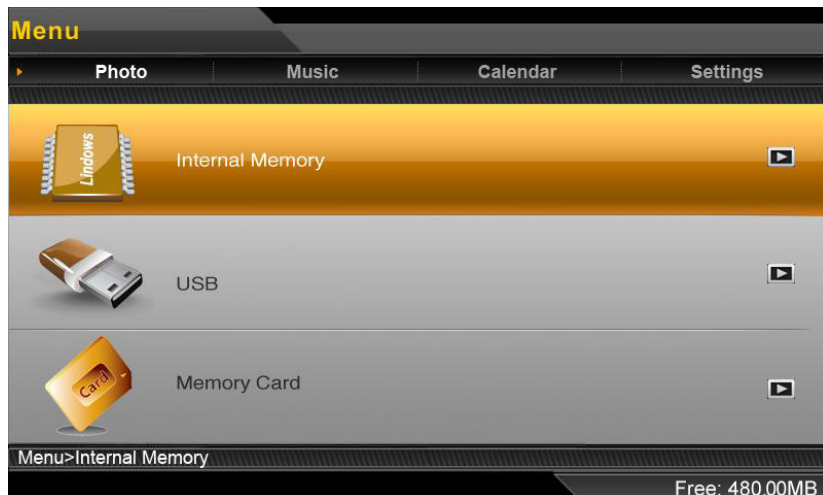 Menu
Photo Music Calendar Settings
Lindows
Internal Memory
USB
Card
Memory Card
Menu>Internal Memory
Free: 480.00MB